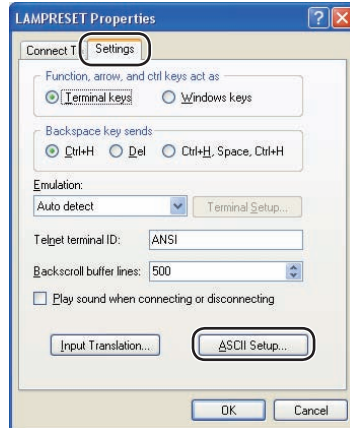 LAMPRESET Properties
Connect T
Settings
Function, arrow, and ctrl keys act as
Terminal keys
Windows keys
Backspace key sends
Ctrl+H
Del
Ctrl+H, Space, Ctrl+H
Emulation:
Auto detect
Terminal Setup...
Telnet terminal ID:
ANSI
Backscroll buffer lines:
500
Play sound when connecting or disconnecting
Input Translation...
ASCII Setup...
OK
Cancel